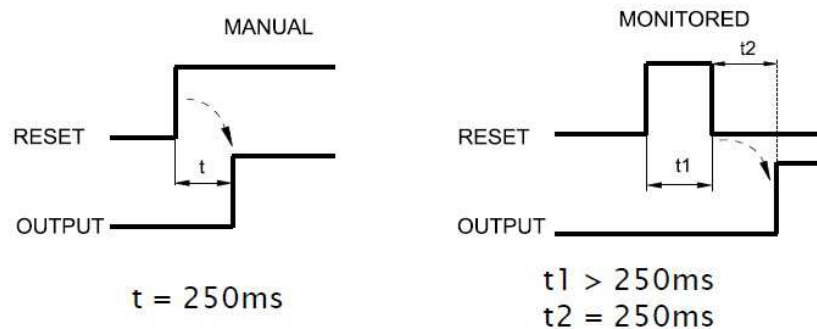 MANUAL
RESET
t
OUTPUT
t = 250ms
MONITORED
t2
RESET
t1
OUTPUT
t1 > 250ms
t2 = 250ms